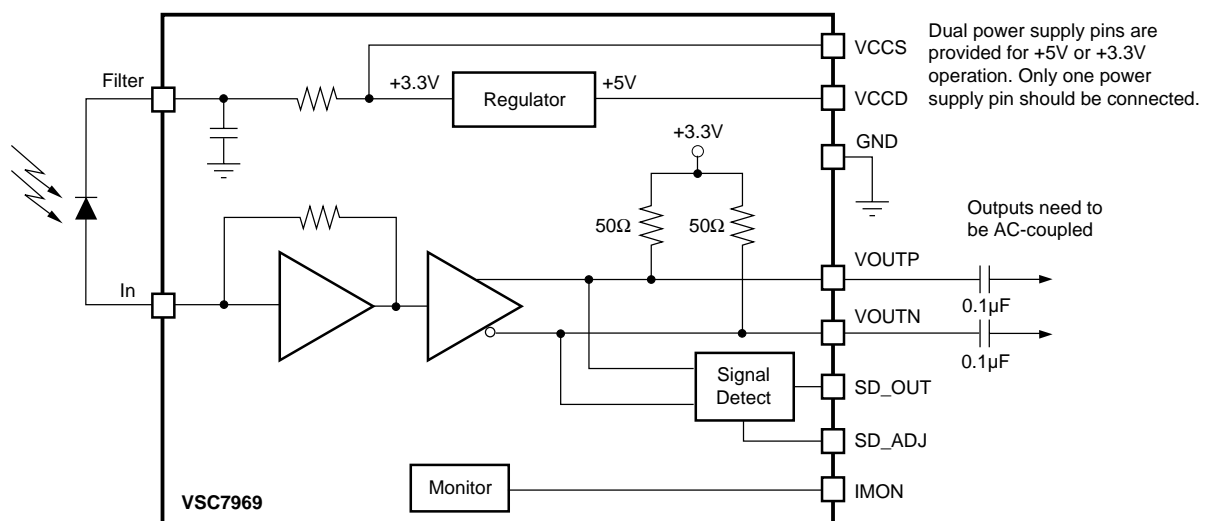 VCCS
Dual power supply pins are
provided for +5V or +3.3V
operation. Only one power
supply pin should be connected.
Filter
+3.3V
Regulator
+5V
VCCD
+3.3V
GND
50Ω
50Ω
Outputs need to
be AC-coupled
In
VOUTP
0.1µF
VOUTN
0.1µF
Signal
Detect
SD_OUT
SD_ADJ
Monitor
IMON
VSC7969